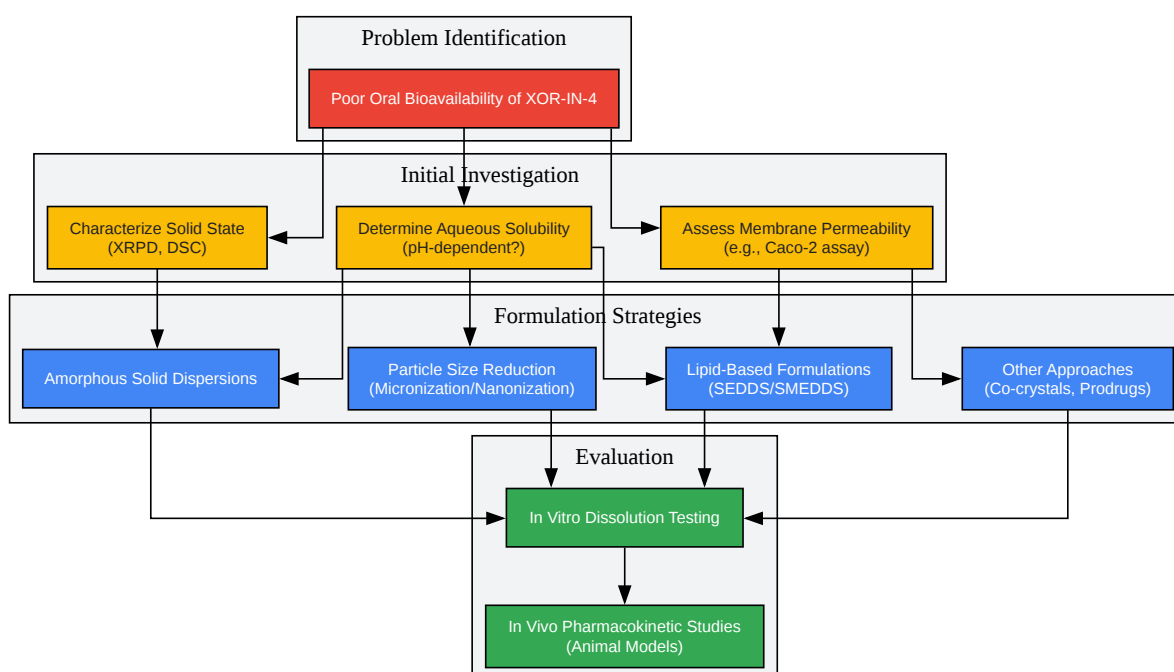 Problem Identification
Poor Oral Bioavailability of XOR-IN-4
Initial Investigation
Characterize Solid State
(XRPD, DSC)
Determine Aqueous Solubility
(pH-dependent?)
Assess Membrane Permeability
(e.g., Caco-2 assay)
Formulation Strategies
Amorphous Solid Dispersions
Particle Size Reduction
(Micronization/Nanonization)
Lipid-Based Formulations
(SEDDS/SMEDDS)
Other Approaches
(Co-crystals, Prodrugs)
Evaluation
In Vitro Dissolution Testing
In Vivo Pharmacokinetic Studies
(Animal Models)